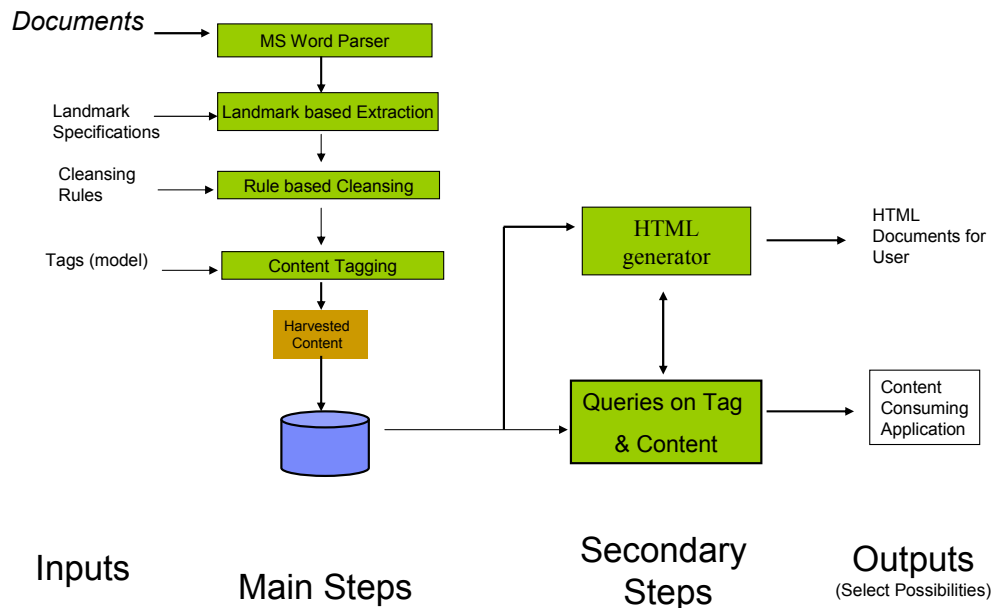 Documents
MS Word Parser
Landmark
Specifications
Landmark based Extraction
Cleansing
Rules
Rule based Cleansing
Tags (model)
Content Tagging
Harvested
Content
HTML
generator
HTML
Documents for
User
Queries on Tag
& Content
Content
Consuming
Application
Inputs
Main Steps
Secondary
Steps
Outputs
(Select Possibilities)